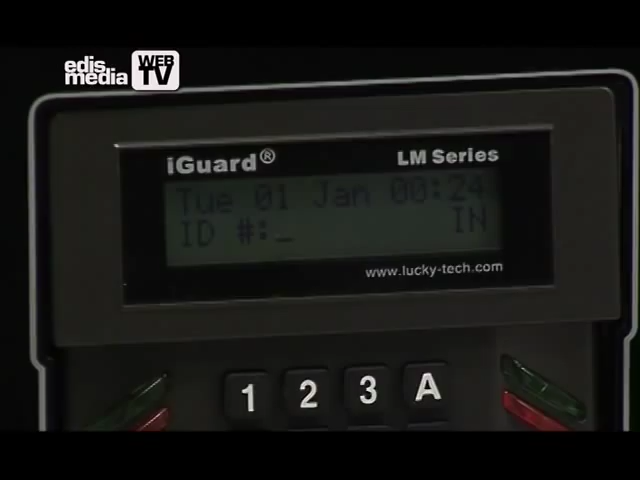 edis media WEB TV
iGuard® LM Series
Tue 01 Jan 00:24
ID #:_ IN
www.lucky-tech.com
1 2 3 A